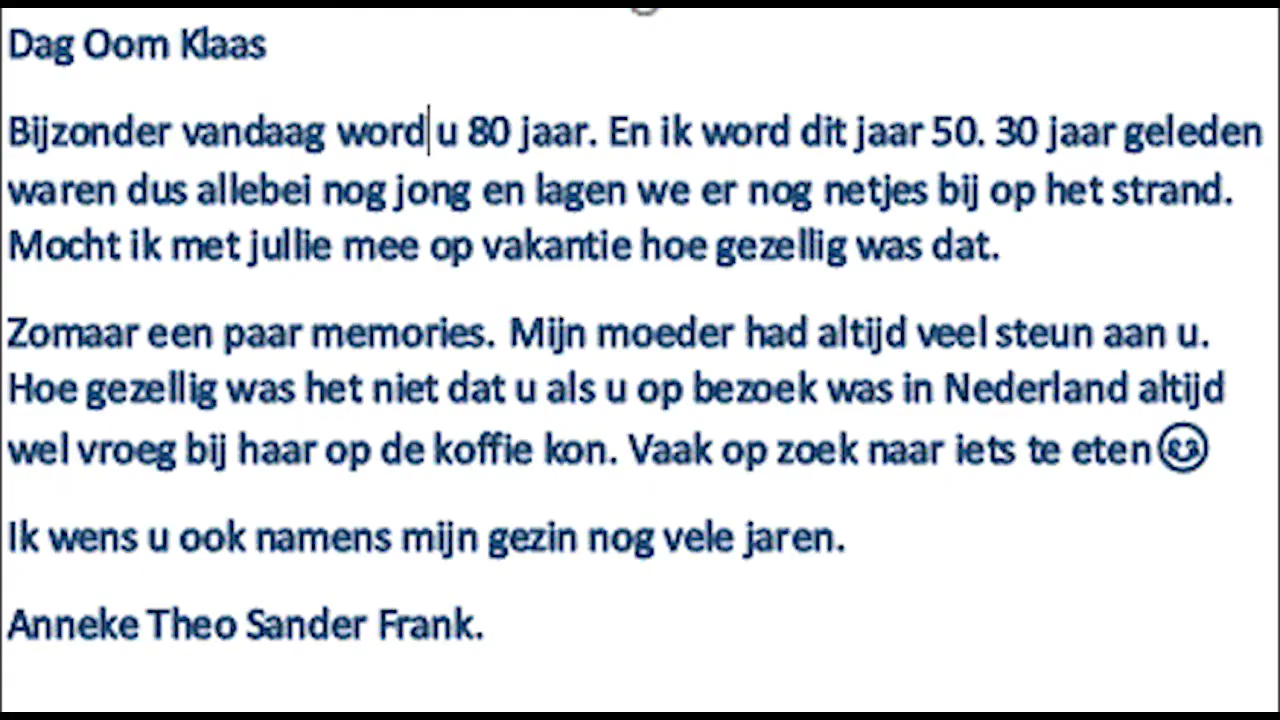 Dag Oom Klaas
Bijzonder vandaag word u 80 jaar. En ik word dit jaar 50. 30 jaar geleden
waren dus allebei nog jong en lagen we er nog netjes bij op het strand.
Mocht ik met jullie mee op vakantie hoe gezellig was dat.
Zomaar een paar memories. Mijn moeder had altijd veel steun aan u.
Hoe gezellig was het niet dat u als u op bezoek was in Nederland altijd
wel vroeg bij haar op de koffie kon. Vaak op zoek naar iets te eten😊
Ik wens u ook namens mijn gezin nog vele jaren.
Anneke Theo Sander Frank.